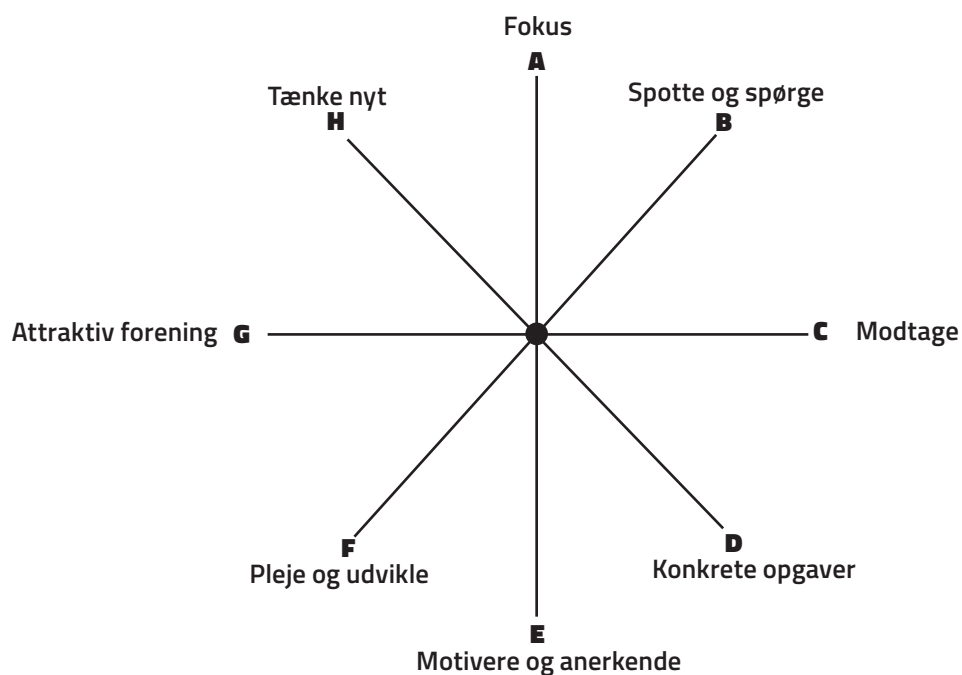 Fokus
A
Tænke nyt
H
Spotte og spørge
B
Attraktiv forening G
C Modtage
F
Pleje og udvikle
D
Konkrete opgaver
E
Motivere og anerkende